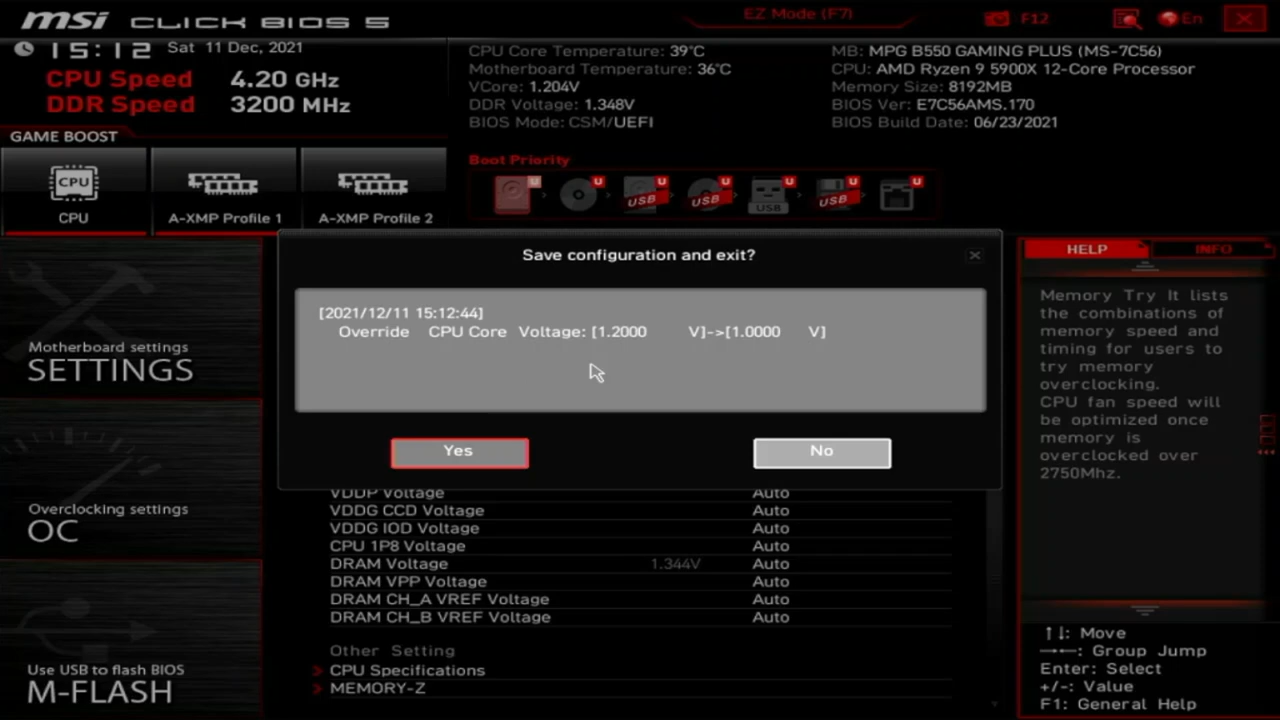 msi CLICK BIOS 5
EZ Mode (F7)
F12
En
15:12 Sat 11 Dec, 2021
CPU Speed 4.20 GHz
DDR Speed 3200 MHz
CPU Core Temperature: 39°C
Motherboard Temperature: 36°C
VCore: 1.204V
DDR Voltage: 1.348V
BIOS Mode: CSM/UEFI
MB: MPG B550 GAMING PLUS (MS-7C56)
CPU: AMD Ryzen 9 5900X 12-Core Processor
Memory Size: 8192MB
BIOS Ver: E7C56AMS.170
BIOS Build Date: 06/23/2021
GAME BOOST
CPU
CPU
A-XMP Profile 1
A-XMP Profile 2
Boot Priority
U U U U U U U
USB USB USB USB
Save configuration and exit?
[2021/12/11 15:12:44]
Override CPU Core Voltage: [1.2000 V]->[1.0000 V]
Yes
No
Motherboard settings
SETTINGS
Overclocking settings
OC
Use USB to flash BIOS
M-FLASH
VDDP Voltage Auto
VDDG CCD Voltage Auto
VDDG IOD Voltage Auto
CPU 1P8 Voltage Auto
DRAM Voltage 1.344V Auto
DRAM VPP Voltage Auto
DRAM CH_A VREF Voltage Auto
DRAM CH_B VREF Voltage Auto
Other Setting
CPU Specifications
MEMORY-Z
HELP
INFO
Memory Try It lists
the combinations of
memory speed and
timing for users to
try memory
overclocking.
CPU fan speed will
be optimized once
memory is
overclocked over
2750Mhz.
↑↓: Move
→←: Group Jump
Enter: Select
+/-: Value
F1: General Help